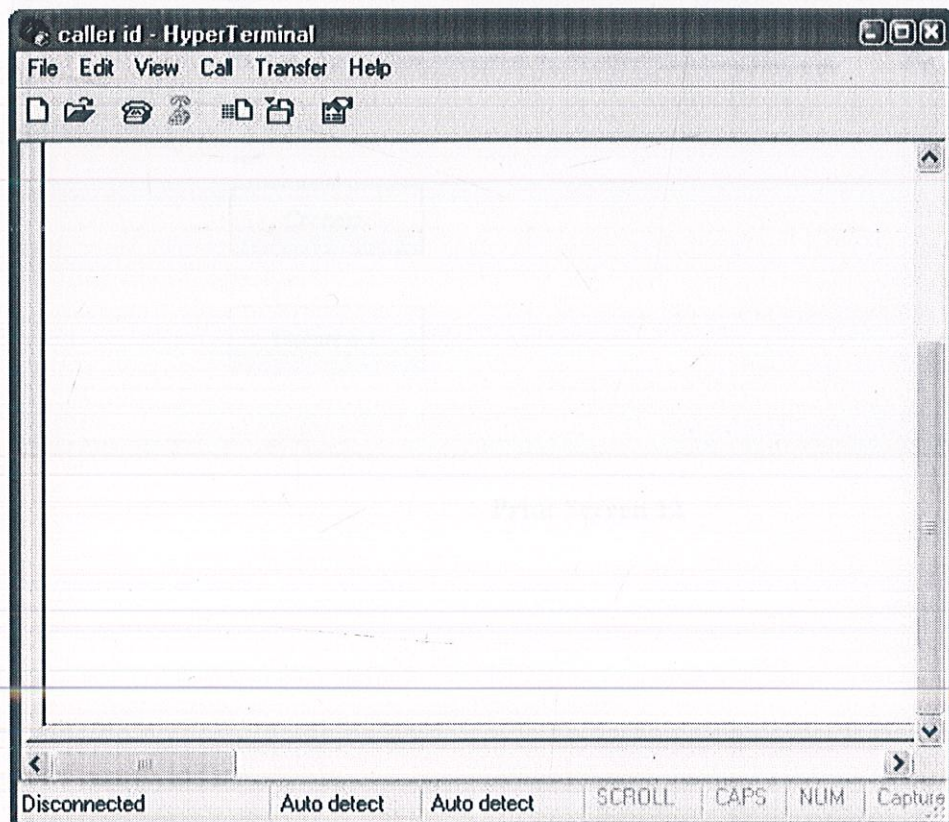 caller id - HyperTerminal
File Edit View Call Transfer Help
Disconnected Auto detect Auto detect SCROLL CAPS NUM Capture